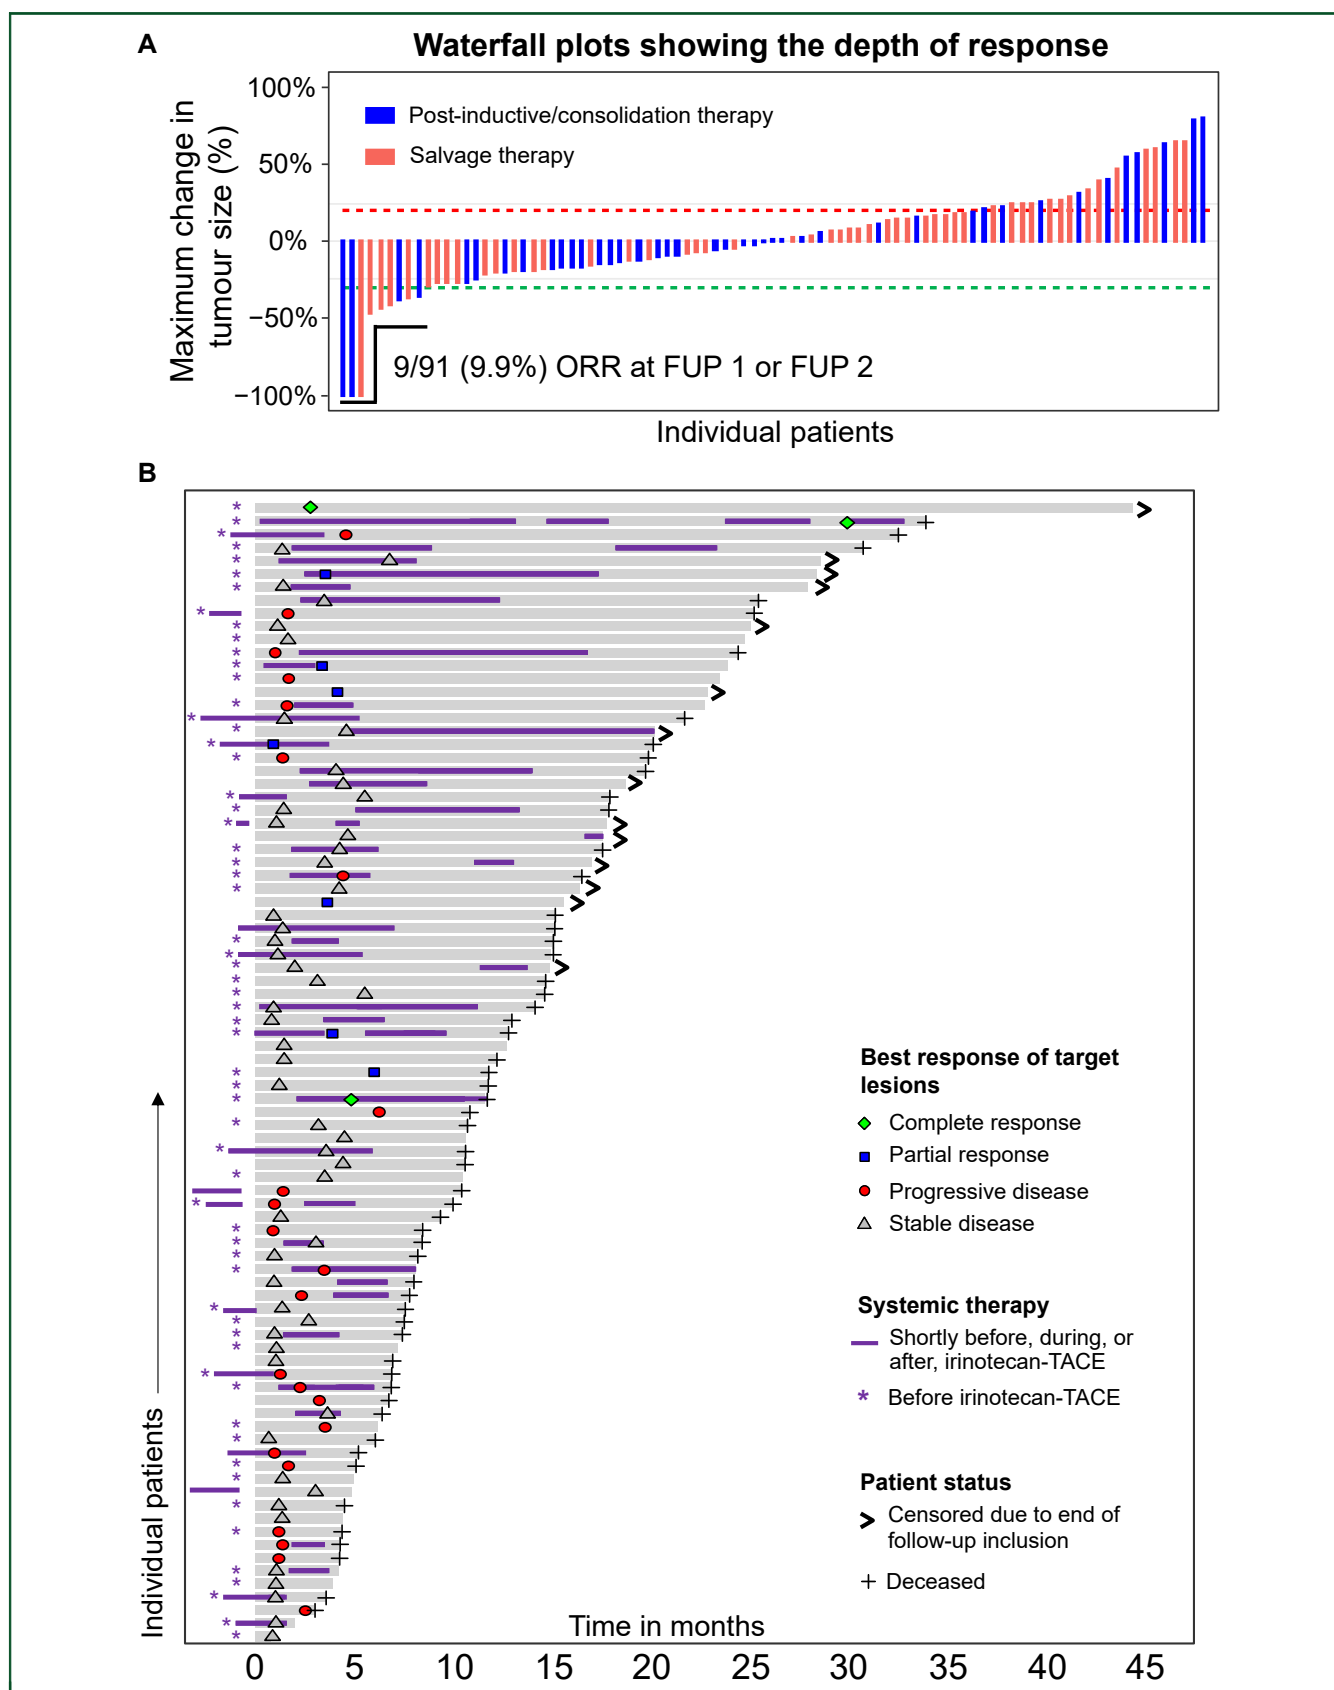 A
Waterfall plots showing the depth of response
Maximum change in
tumour size (%)
100%
50%
0%
−50%
−100%
Post-inductive/consolidation therapy
Salvage therapy
9/91 (9.9%) ORR at FUP 1 or FUP 2
Individual patients
B
Individual patients
Best response of target
lesions
Complete response
Partial response
Progressive disease
Stable disease
Systemic therapy
Shortly before, during, or
after, irinotecan-TACE
* Before irinotecan-TACE
Patient status
Censored due to end of
follow-up inclusion
Deceased
Time in months
0 5 10 15 20 25 30 35 40 45